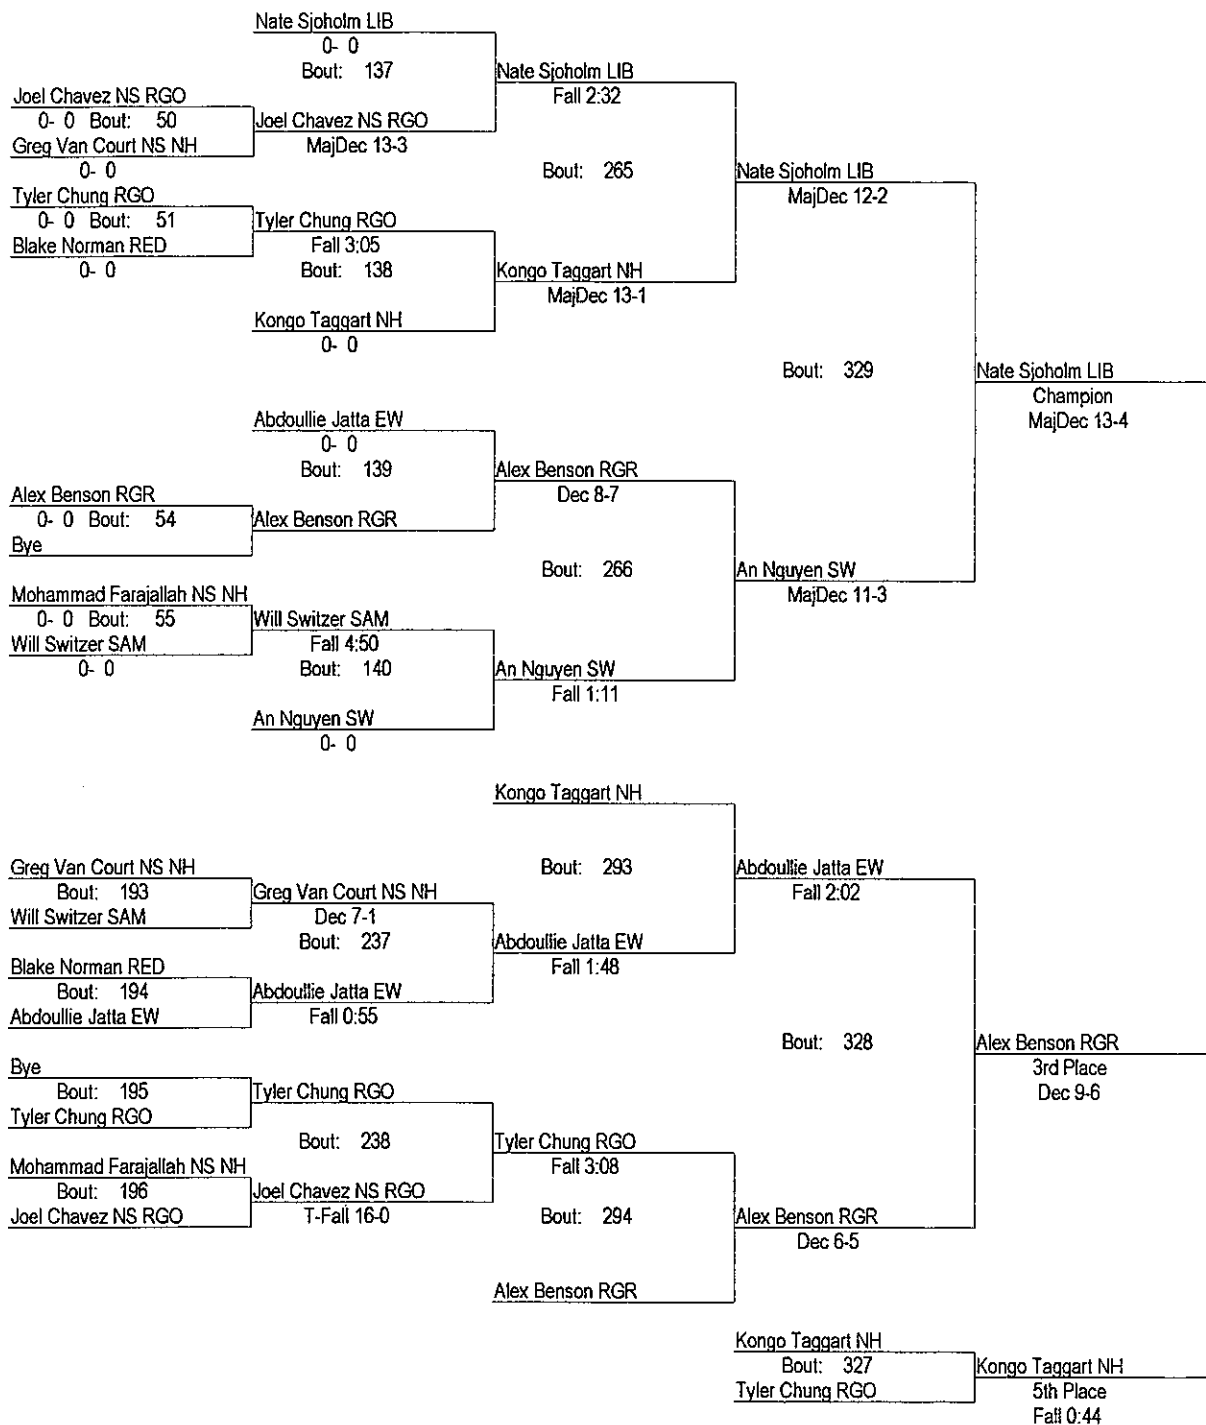 Nate Sjoholm LIB
0- 0
Bout: 137
Nate Sjoholm LIB
Fall 2:32
Joel Chavez NS RGO
0- 0 Bout: 50
Joel Chavez NS RGO
MajDec 13-3
Greg Van Court NS NH
0- 0
Bout: 265
Nate Sjoholm LIB
MajDec 12-2
Tyler Chung RGO
0- 0 Bout: 51
Tyler Chung RGO
Fall 3:05
Blake Norman RED
0- 0
Bout: 138
Kongo Taggart NH
MajDec 13-1
Kongo Taggart NH
0- 0
Bout: 329
Nate Sjoholm LIB
Champion
MajDec 13-4
Abdoullie Jatta EW
0- 0
Bout: 139
Alex Benson RGR
Dec 8-7
Alex Benson RGR
0- 0 Bout: 54
Alex Benson RGR
Bye
Bout: 266
An Nguyen SW
MajDec 11-3
Mohammad Farajallah NS NH
0- 0 Bout: 55
Will Switzer SAM
Fall 4:50
Will Switzer SAM
0- 0
Bout: 140
An Nguyen SW
Fall 1:11
An Nguyen SW
0- 0
Kongo Taggart NH
Bout: 293
Abdoullie Jatta EW
Fall 2:02
Greg Van Court NS NH
Bout: 193
Greg Van Court NS NH
Dec 7-1
Will Switzer SAM
Bout: 237
Abdoullie Jatta EW
Fall 1:48
Blake Norman RED
Bout: 194
Abdoullie Jatta EW
Fall 0:55
Abdoullie Jatta EW
Bout: 328
Alex Benson RGR
3rd Place
Dec 9-6
Bye
Bout: 195
Tyler Chung RGO
Tyler Chung RGO
Bout: 238
Tyler Chung RGO
Fall 3:08
Mohammad Farajallah NS NH
Bout: 196
Joel Chavez NS RGO
T-Fall 16-0
Joel Chavez NS RGO
Bout: 294
Alex Benson RGR
Dec 6-5
Alex Benson RGR
Kongo Taggart NH
Bout: 327
Kongo Taggart NH
5th Place
Fall 0:44
Tyler Chung RGO